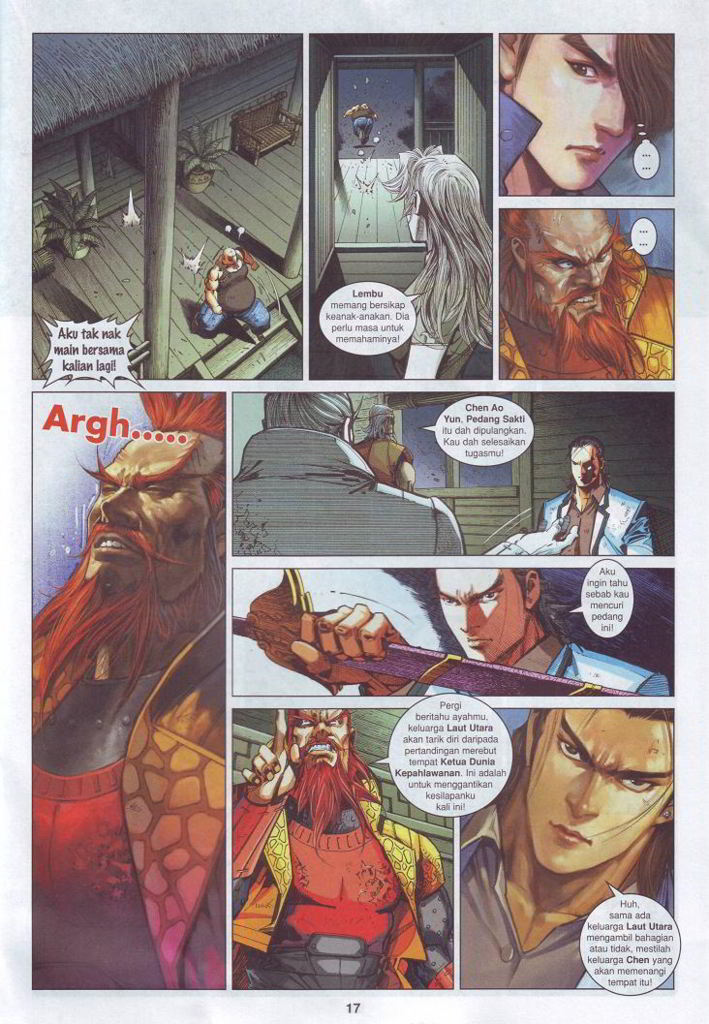 Aku tak nak
main bersama
kalian lagi!
Lembu
memang bersikap
keanak-anakan. Dia
perlu masa untuk
memahaminya!
...
...
Argh.....
Chen Ao
Yun, Pedang Sakti
itu dah dipulangkan.
Kau dah selesaikan
tugasmu!
Aku
ingin tahu
sebab kau
mencuri
pedang
ini!
Pergi
beritahu ayahmu,
keluarga Laut Utara
akan tarik diri daripada
pertandingan merebut
tempat Ketua Dunia
Kepahlawanan. Ini adalah
untuk menggantikan
kesilapanku
kali ini!
Huh,
sama ada
keluarga Laut Utara
mengambil bahagian
atau tidak, mestilah
keluarga Chen yang
akan memenangi
tempat itu!
17